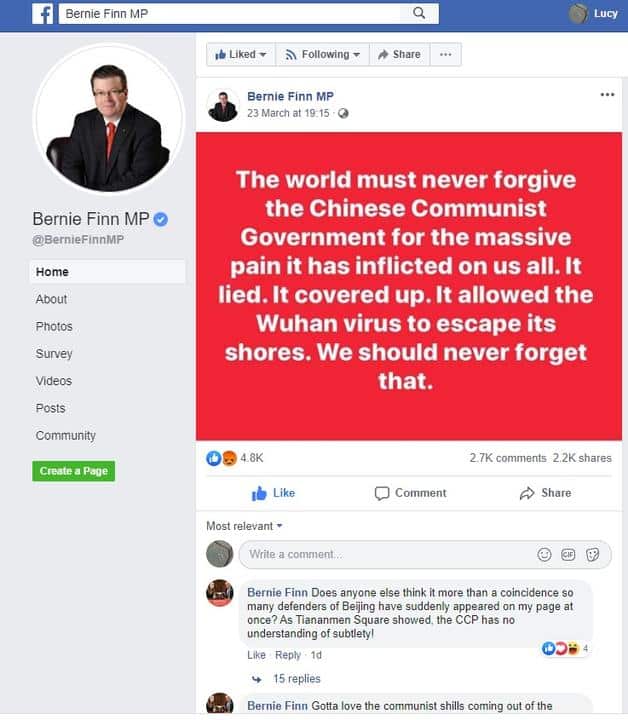 Bernie Finn MP
Lucy
Liked
Following
Share
Bernie Finn MP
23 March at 19:15
The world must never forgive
the Chinese Communist
Government for the massive
pain it has inflicted on us all. It
lied. It covered up. It allowed the
Wuhan virus to escape its
shores. We should never forget
that.
Bernie Finn MP
@BernieFinnMP
Home
About
Photos
Survey
Videos
Posts
Community
Create a Page
4.8K
2.7K comments 2.2K shares
Like
Comment
Share
Most relevant
Write a comment...
GIF
Bernie Finn Does anyone else think it more than a coincidence so
many defenders of Beijing have suddenly appeared on my page at
once? As Tiananmen Square showed, the CCP has no
understanding of subtlety!
4
Like · Reply · 1d
15 replies
Bernie Finn Gotta love the communist shills coming out of the